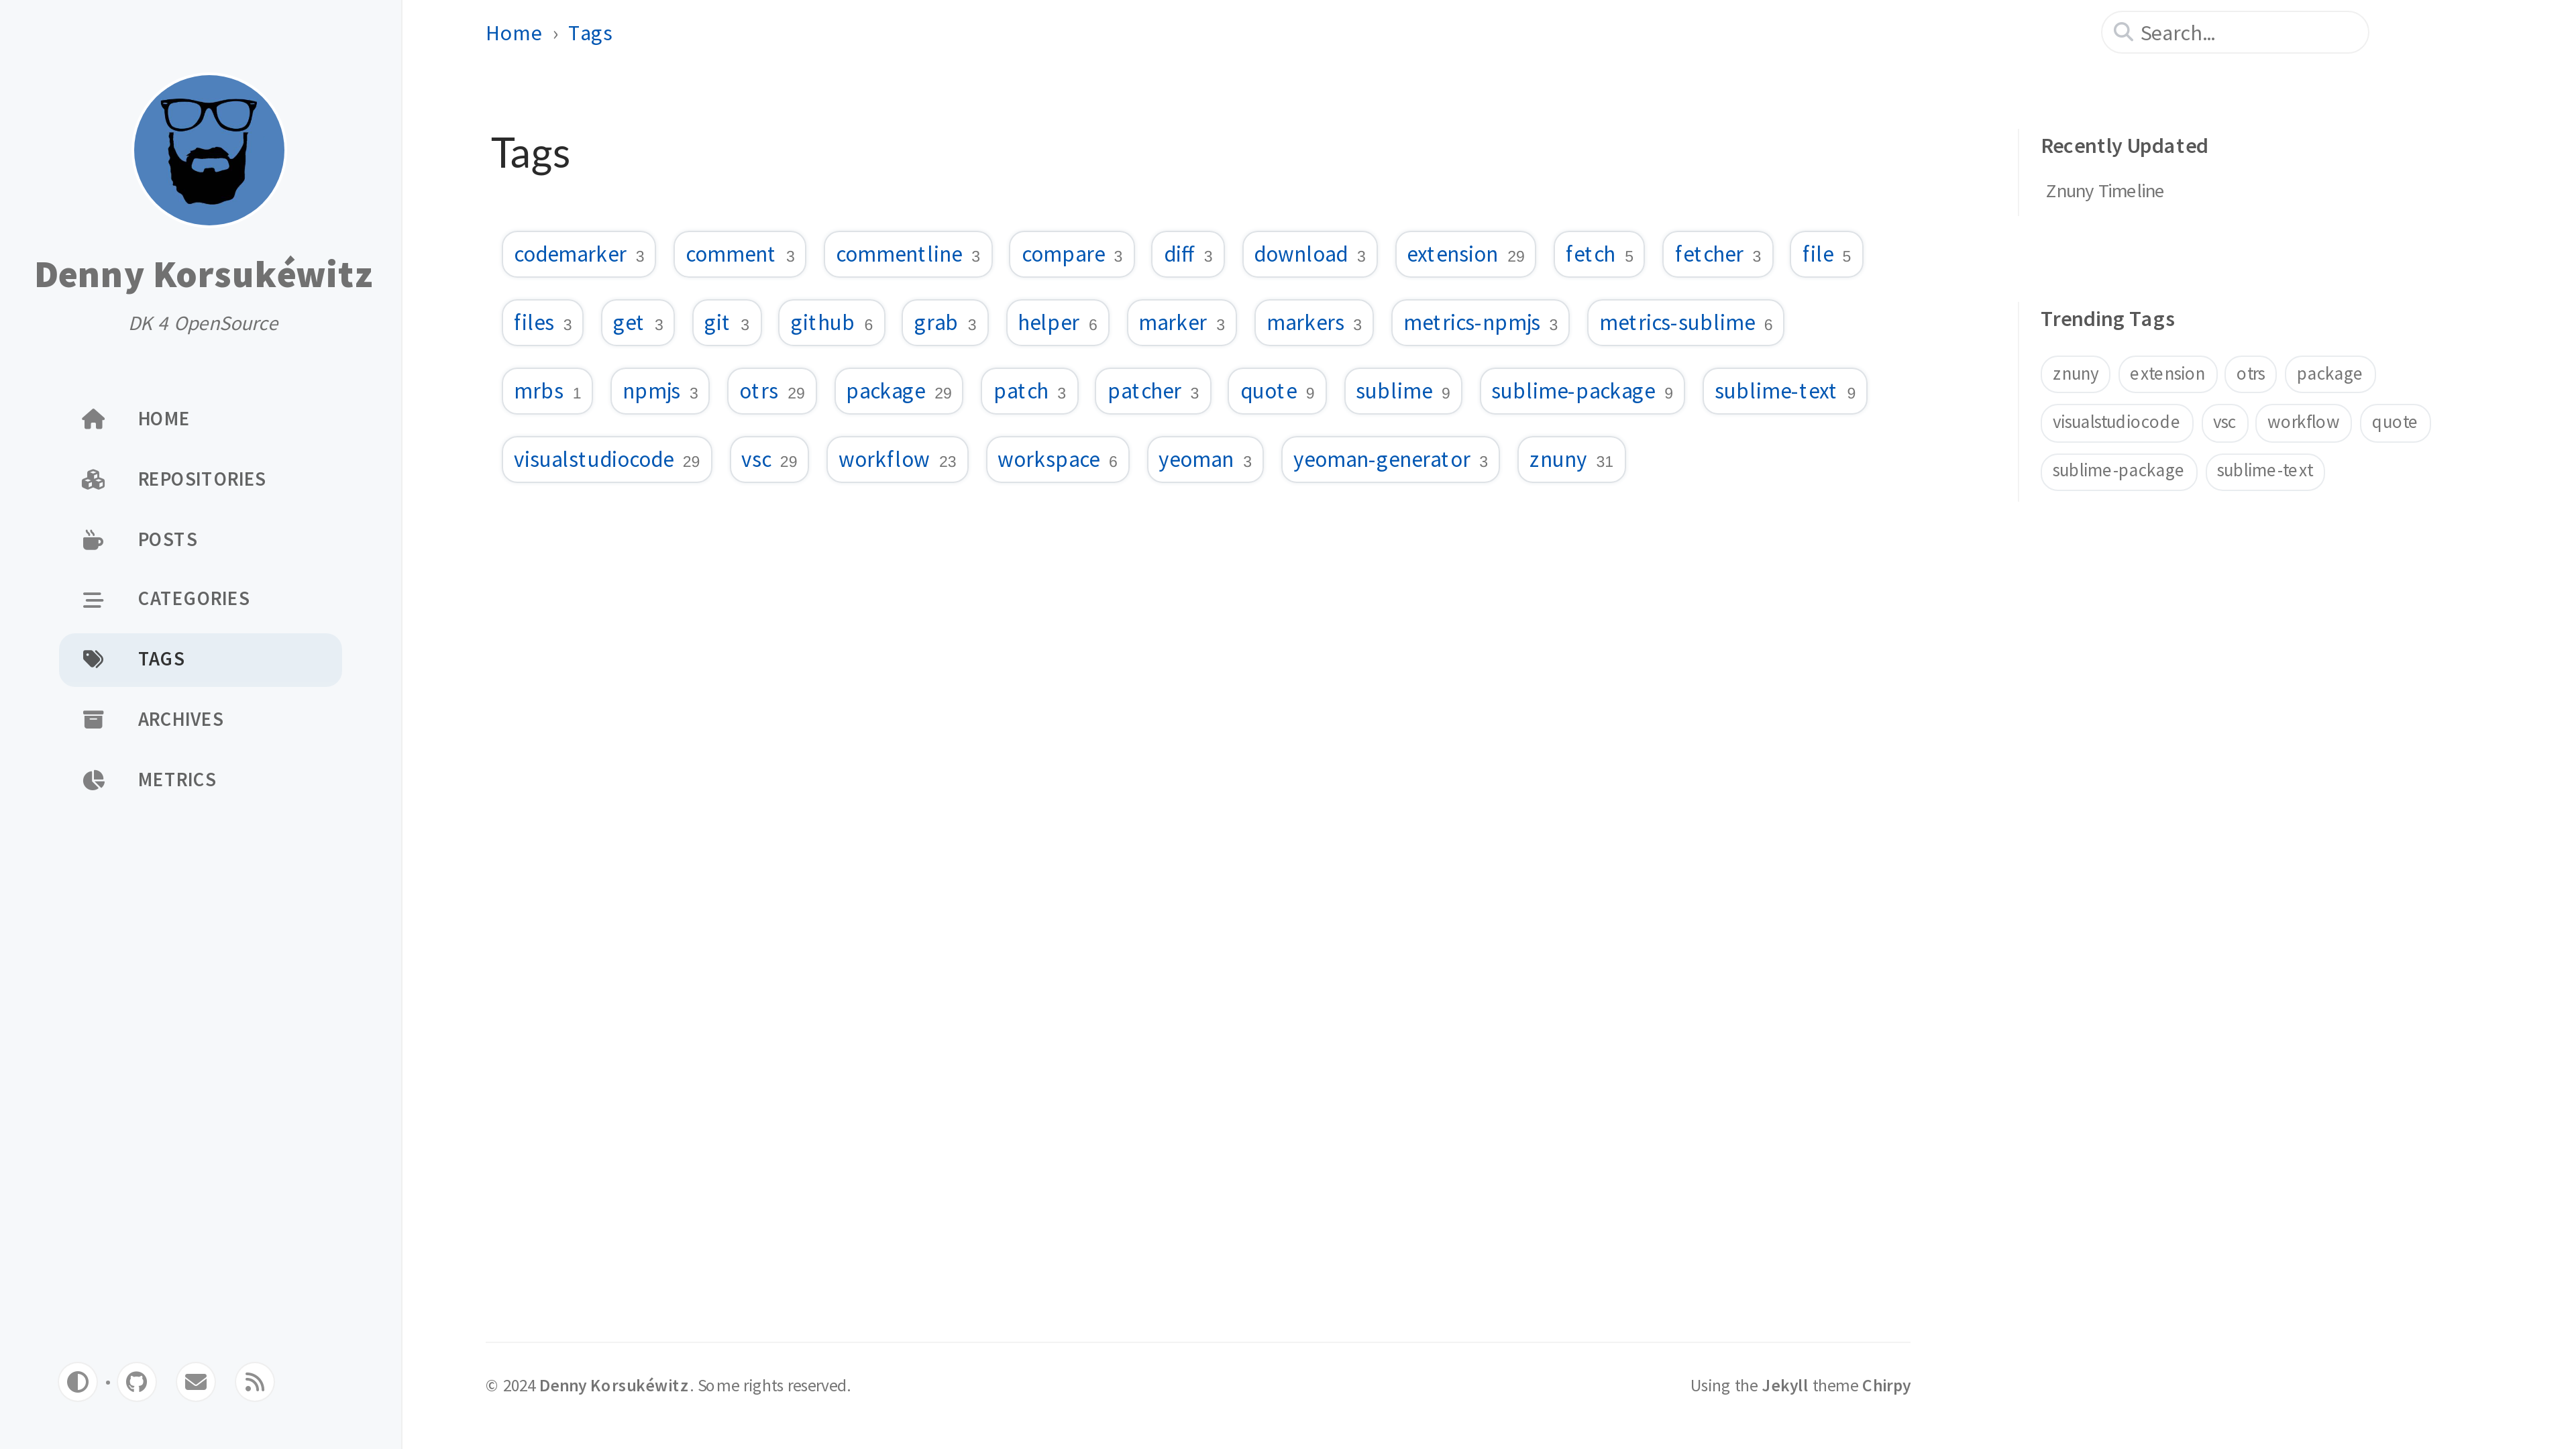 Denny Korsukéwitz
DK 4 OpenSource
HOME
REPOSITORIES
POSTS
CATEGORIES
TAGS
ARCHIVES
METRICS
Home › Tags
Search...
Tags
codemarker 3 comment 3 commentline 3 compare 3 diff 3 download 3 extension 29 fetch 5 fetcher 3 file 5
files 3 get 3 git 3 github 6 grab 3 helper 6 marker 3 markers 3 metrics-npmjs 3 metrics-sublime 6
mrbs 1 npmjs 3 otrs 29 package 29 patch 3 patcher 3 quote 9 sublime 9 sublime-package 9 sublime-text 9
visualstudiocode 29 vsc 29 workflow 23 workspace 6 yeoman 3 yeoman-generator 3 znuny 31
Recently Updated
Znuny Timeline
Trending Tags
znuny extension otrs package
visualstudiocode vsc workflow quote
sublime-package sublime-text
© 2024 Denny Korsukéwitz. Some rights reserved.
Using the Jekyll theme Chirpy